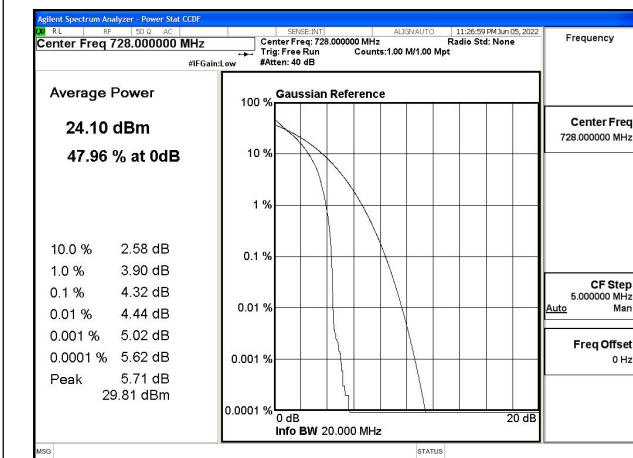 Agilent Spectrum Analyzer - Power Stat CCDF
LXI RL RF 50 Ω AC SENSE:INT ALIGN AUTO 11:26:59 PM Jun 05, 2022
Center Freq 728.000000 MHz
Center Freq: 728.000000 MHz Radio Std: None
Trig: Free Run Counts:1.00 M/1.00 Mpt
#IFGain:Low #Atten: 40 dB
Frequency
Average Power
24.10 dBm
47.96 % at 0dB
10.0 % 2.58 dB
1.0 % 3.90 dB
0.1 % 4.32 dB
0.01 % 4.44 dB
0.001 % 5.02 dB
0.0001 % 5.62 dB
Peak 5.71 dB
29.81 dBm
Gaussian Reference
100 %
10 %
1 %
0.1 %
0.01 %
0.001 %
0.0001 %
0 dB 20 dB
Info BW 20.000 MHz
Center Freq
728.000000 MHz
CF Step
5.000000 MHz
Auto Man
Freq Offset
0 Hz
MSG STATUS